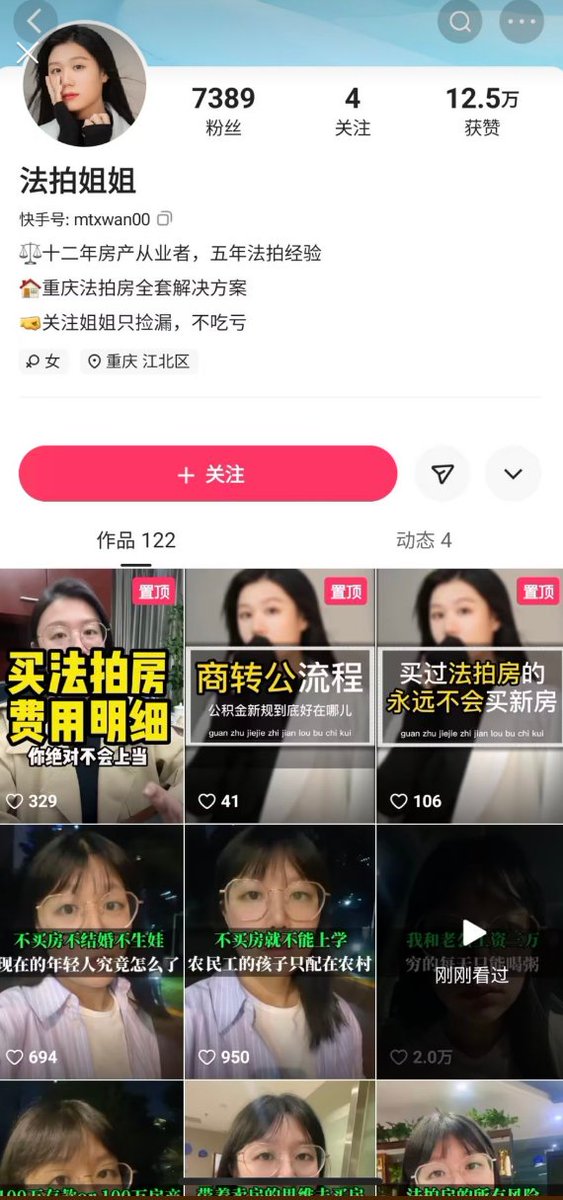 7389
粉丝
4
关注
12.5万
获赞
法拍姐姐
快手号: mtxwan00
十二年房产从业者，五年法拍经验
重庆法拍房全套解决方案
关注姐姐只捡漏，不吃亏
女
重庆 江北区
关注
作品 122
动态 4
置顶
买法拍房
费用明细
你绝对不会上当
329
置顶
商转公流程
公积金新规到底好在哪儿
guan zhu jiejie zhi jian lou bu chi kui
41
置顶
买过法拍房的
永远不会买新房
guan zhu jiejie zhi jian lou bu chi kui
106
不买房不结婚不生娃
现在的年轻人究竟怎么了
694
不买房就不能上学
农民工的孩子只配在农村
950
我和老公工资三万
穷的每天只能喝粥
刚刚看过
2.0万
带着卖房的思维去买房
法拍房的所有风险